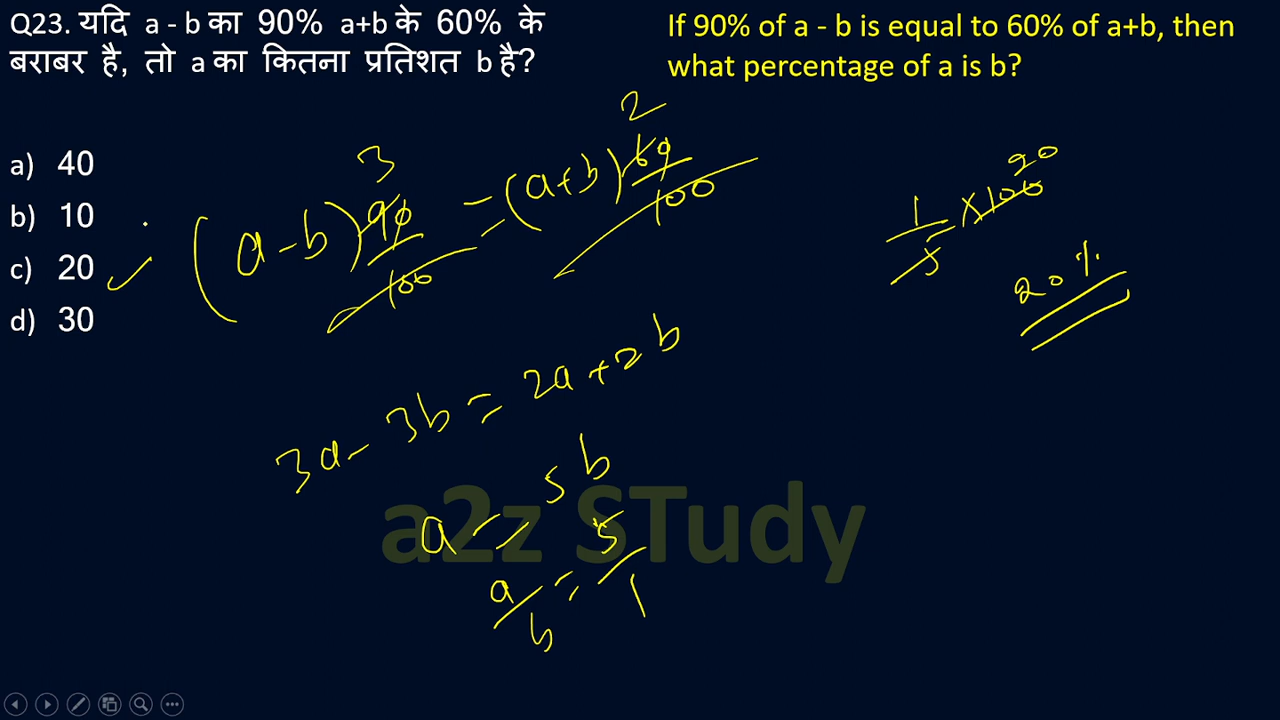 Q23. यदि a - b का 90% a+b के 60% के
बराबर है, तो a का कितना प्रतिशत b है?
If 90% of a - b is equal to 60% of a+b, then
what percentage of a is b?
a) 40
b) 10
c) 20 ✓
d) 30
3 2
(a-b) 90/100 = (a+b) 60/100
3a - 3b = 2a + 2b
a = 5b
a/b = 5/1
20
1/5 × 100
20%
a2z STudy